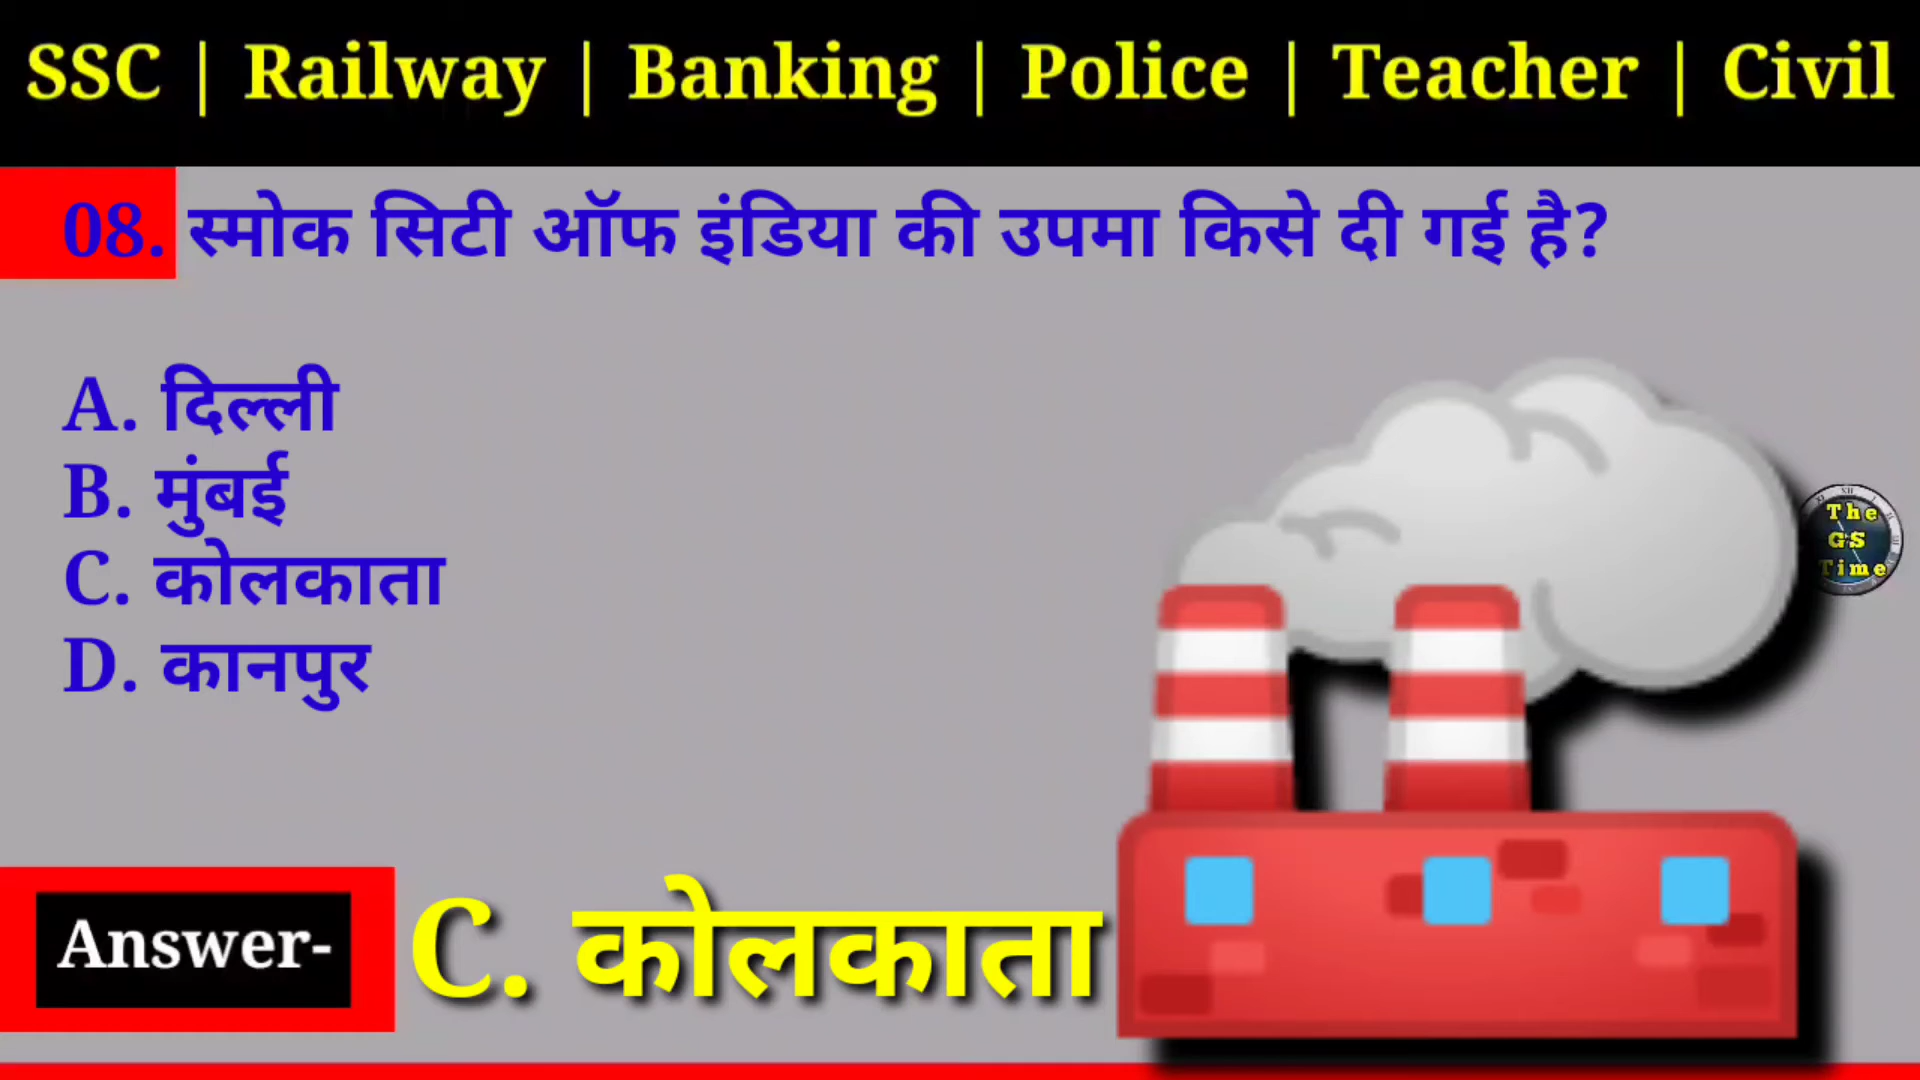 SSC | Railway | Banking | Police | Teacher | Civil
08. स्मोक सिटी ऑफ इंडिया की उपमा किसे दी गई है?
A. दिल्ली
B. मुंबई
C. कोलकाता
D. कानपुर
The
GS
Time
Answer-
C. कोलकाता